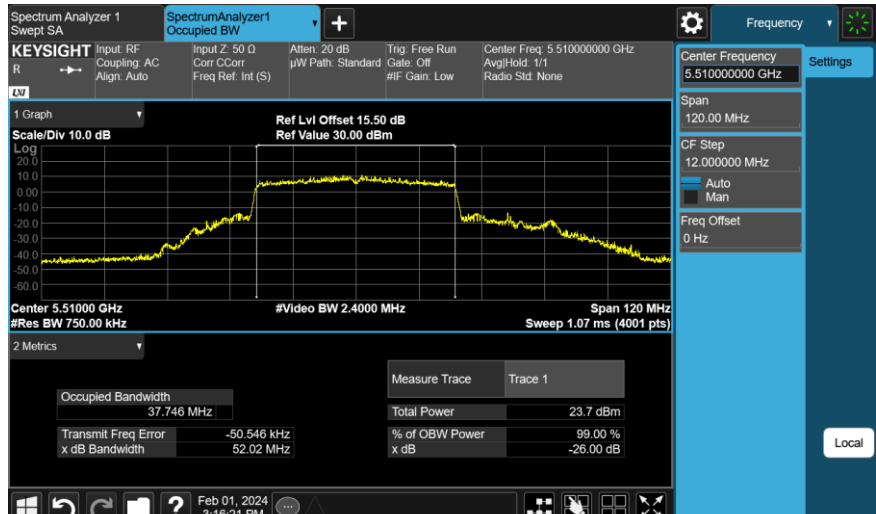 Spectrum Analyzer 1
Swept SA
SpectrumAnalyzer1
Occupied BW
+
Frequency
KEYSIGHT
R
LXI
Input: RF
Coupling: AC
Align: Auto
Input Z: 50 Ω
Corr CCorr
Freq Ref: Int (S)
Atten: 20 dB
µW Path: Standard
Trig: Free Run
Gate: Off
#IF Gain: Low
Center Freq: 5.510000000 GHz
Avg|Hold: 1/1
Radio Std: None
Center Frequency
5.510000000 GHz
Settings
Span
120.00 MHz
CF Step
12.000000 MHz
Auto
Man
Freq Offset
0 Hz
Local
1 Graph
Scale/Div 10.0 dB
Ref Lvl Offset 15.50 dB
Ref Value 30.00 dBm
Log
20.0
10.0
0.00
-10.0
-20.0
-30.0
-40.0
-50.0
-60.0
Center 5.51000 GHz
#Res BW 750.00 kHz
#Video BW 2.4000 MHz
Span 120 MHz
Sweep 1.07 ms (4001 pts)
2 Metrics
Measure Trace Trace 1
Occupied Bandwidth
37.746 MHz
Total Power 23.7 dBm
Transmit Freq Error -50.546 kHz
% of OBW Power 99.00 %
x dB Bandwidth 52.02 MHz
x dB -26.00 dB
?
Feb 01, 2024
3:16:21 PM